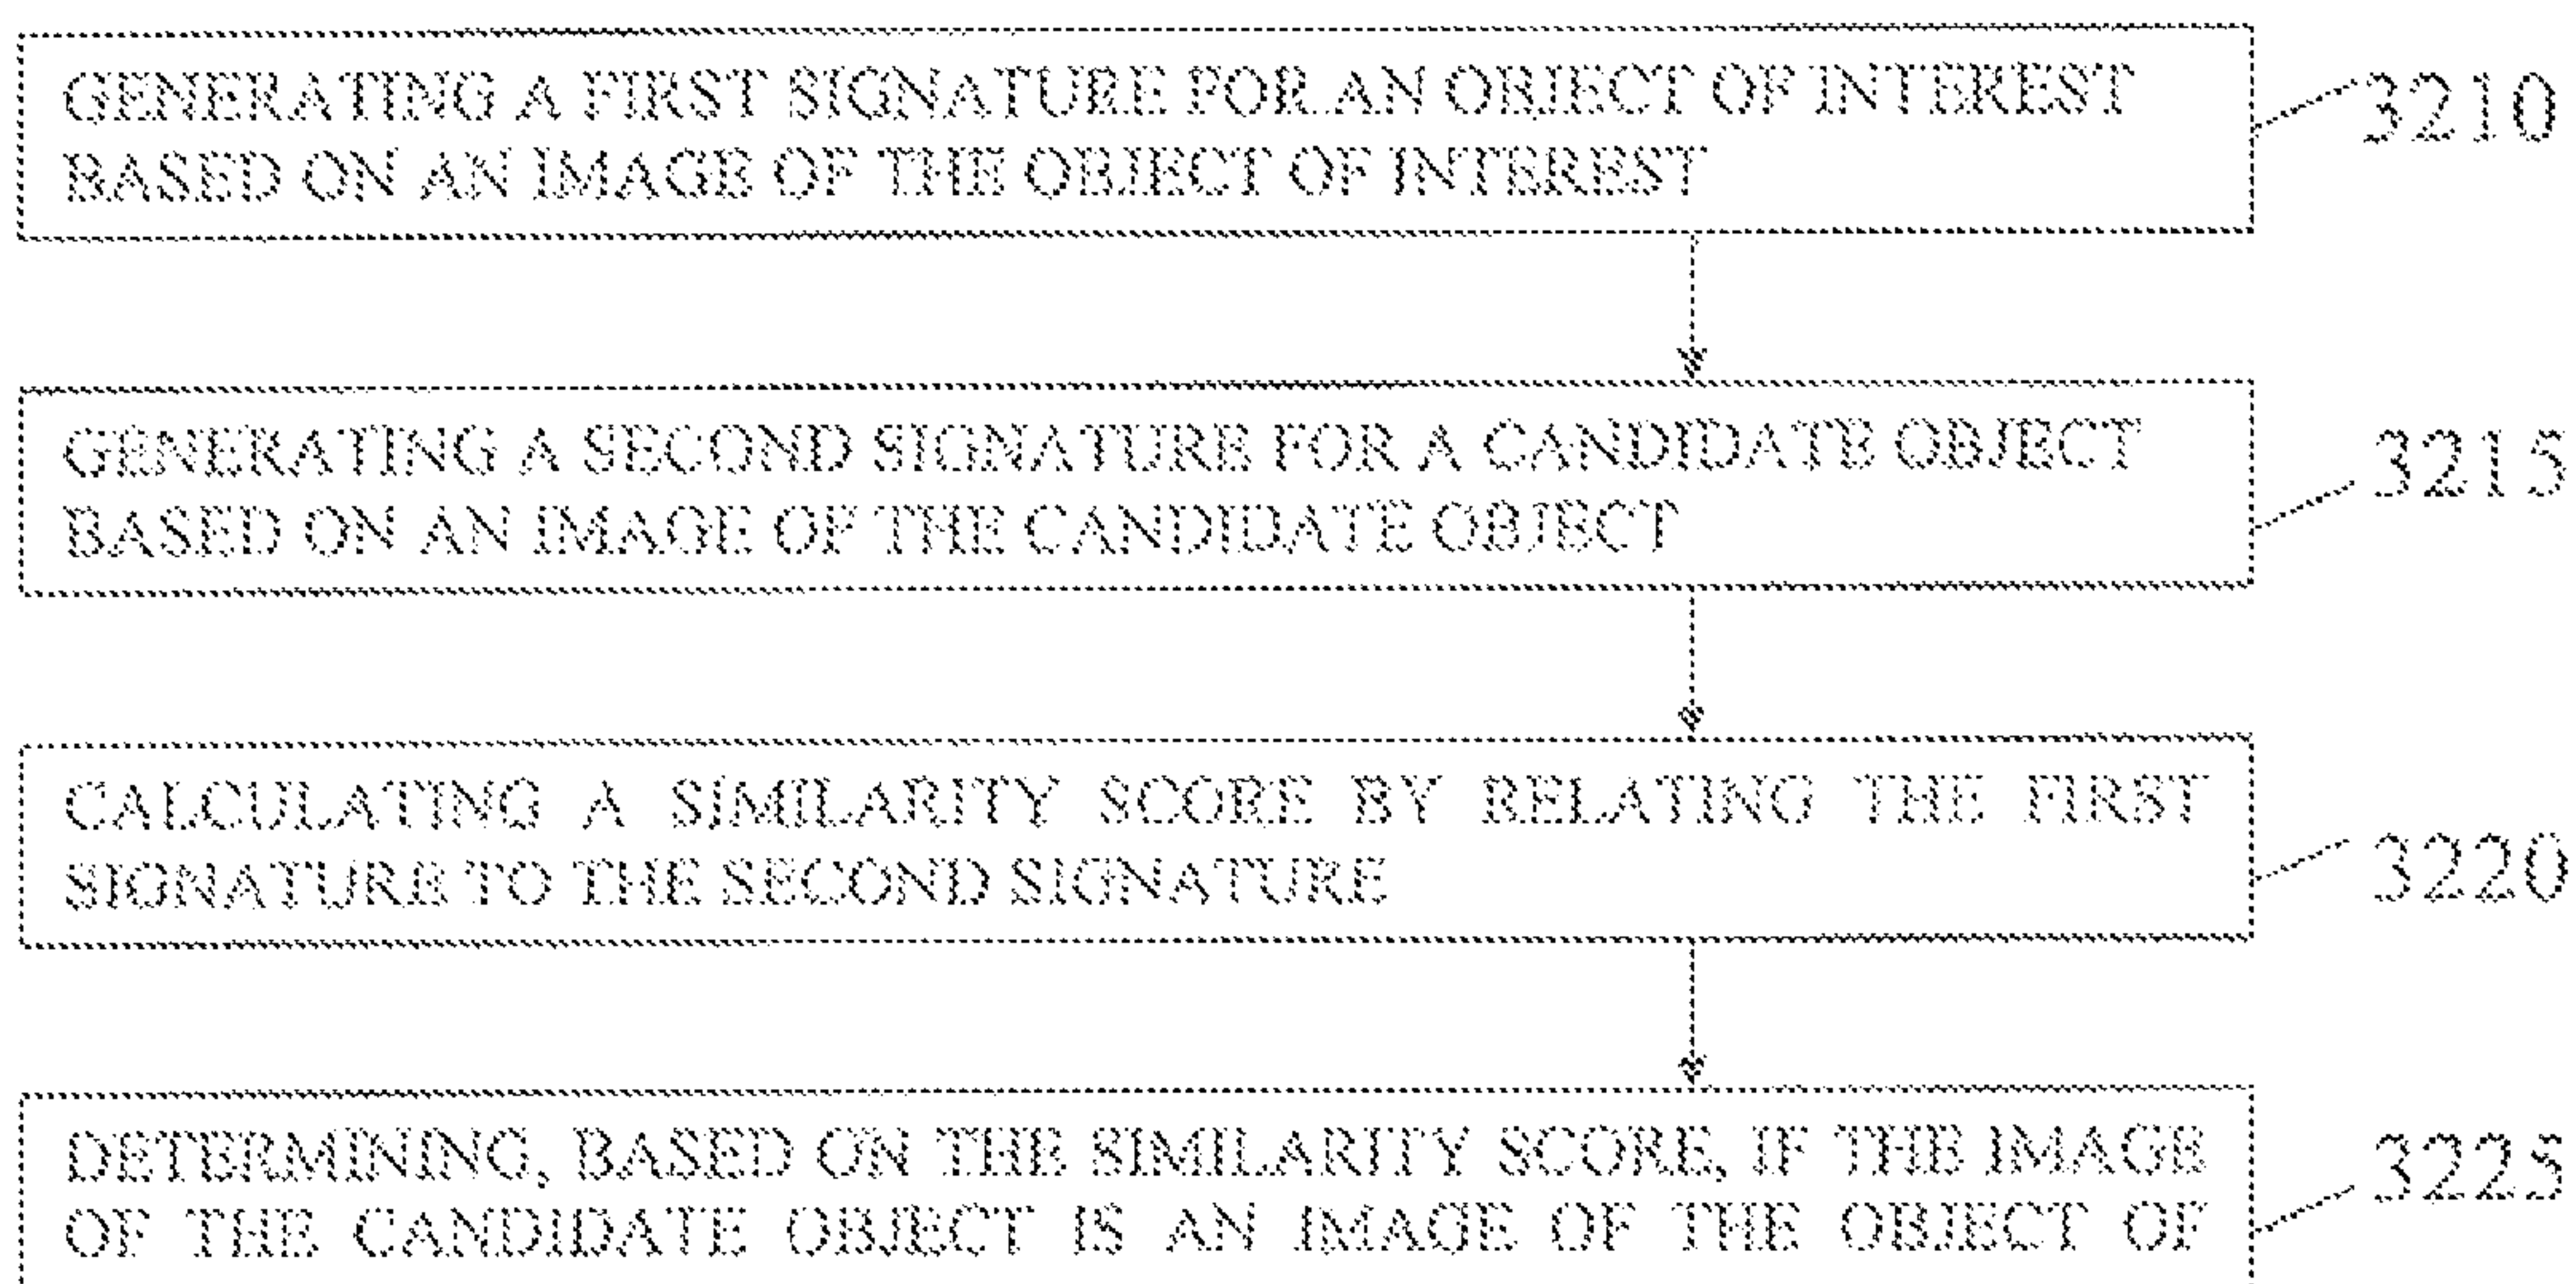 GENERATING A FIRST SIGNATURE FOR AN OBJECT OF INTEREST
BASED ON AN IMAGE OF THE OBJECT OF INTEREST
3210
GENERATING A SECOND SIGNATURE FOR A CANDIDATE OBJECT
BASED ON AN IMAGE OF THE CANDIDATE OBJECT
3215
CALCULATING A SIMILARITY SCORE BY RELATING THE FIRST
SIGNATURE TO THE SECOND SIGNATURE
3220
DETERMINING, BASED ON THE SIMILARITY SCORE, IF THE IMAGE
OF THE CANDIDATE OBJECT IS AN IMAGE OF THE OBJECT OF
3225